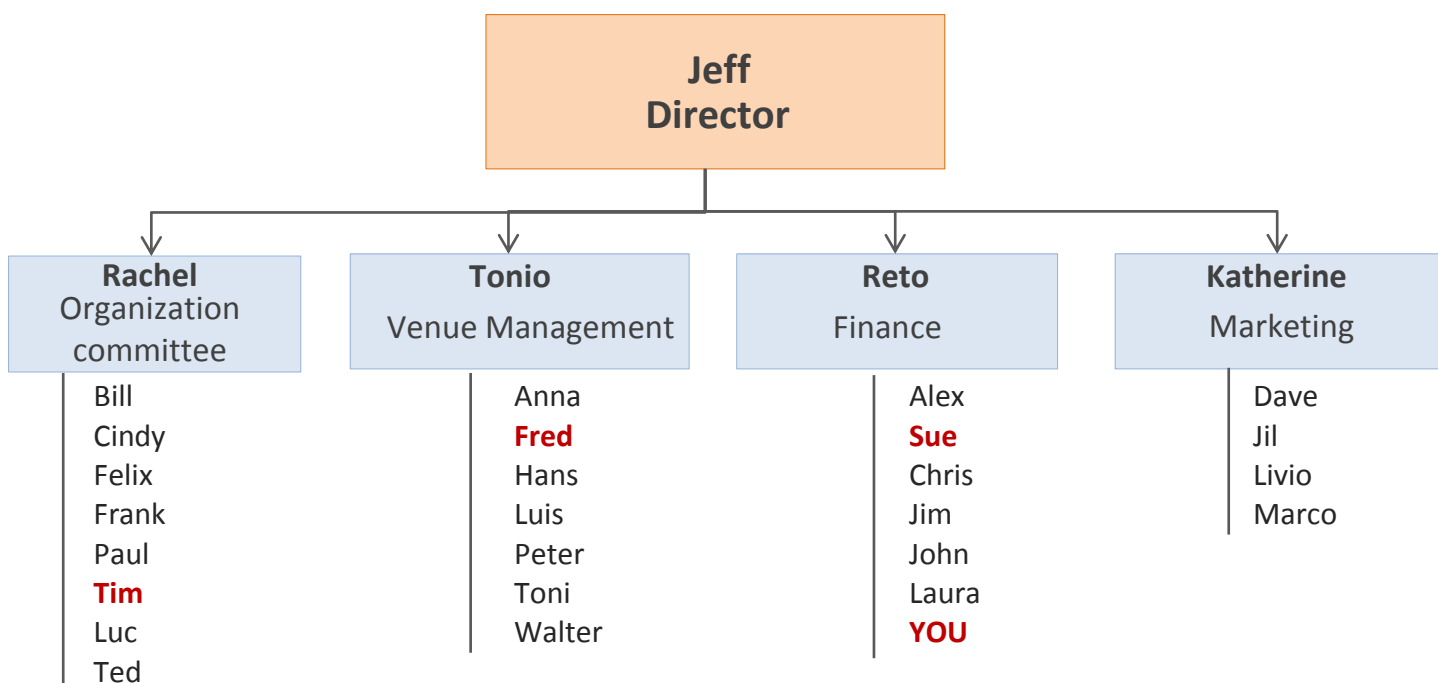 Jeff
Director
Rachel
Organization
committee
Bill
Cindy
Felix
Frank
Paul
Tim
Luc
Ted
Tonio
Venue Management
Anna
Fred
Hans
Luis
Peter
Toni
Walter
Reto
Finance
Alex
Sue
Chris
Jim
John
Laura
YOU
Katherine
Marketing
Dave
Jil
Livio
Marco